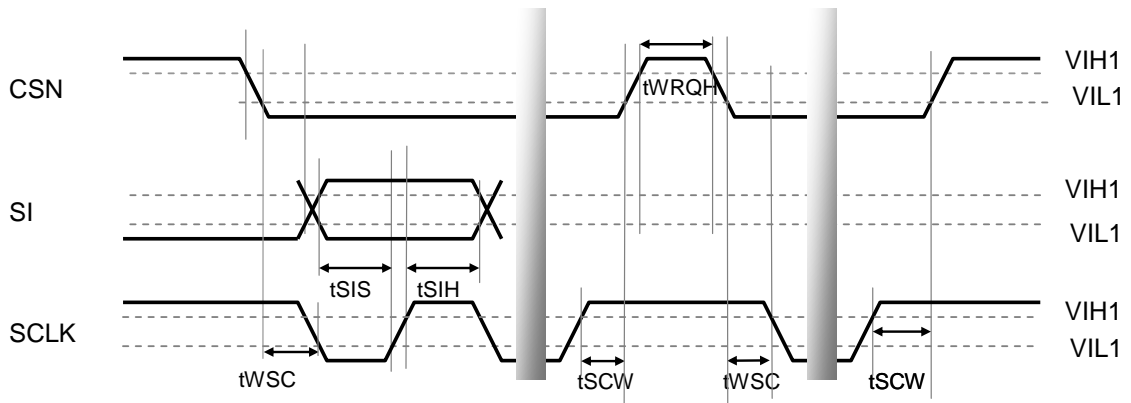 VIH1
CSN
tWRQH
VIL1
VIH1
SI
VIL1
tSIS
tSIH
VIH1
SCLK
VIL1
tWSC
tSCW
tWSC
tSCW